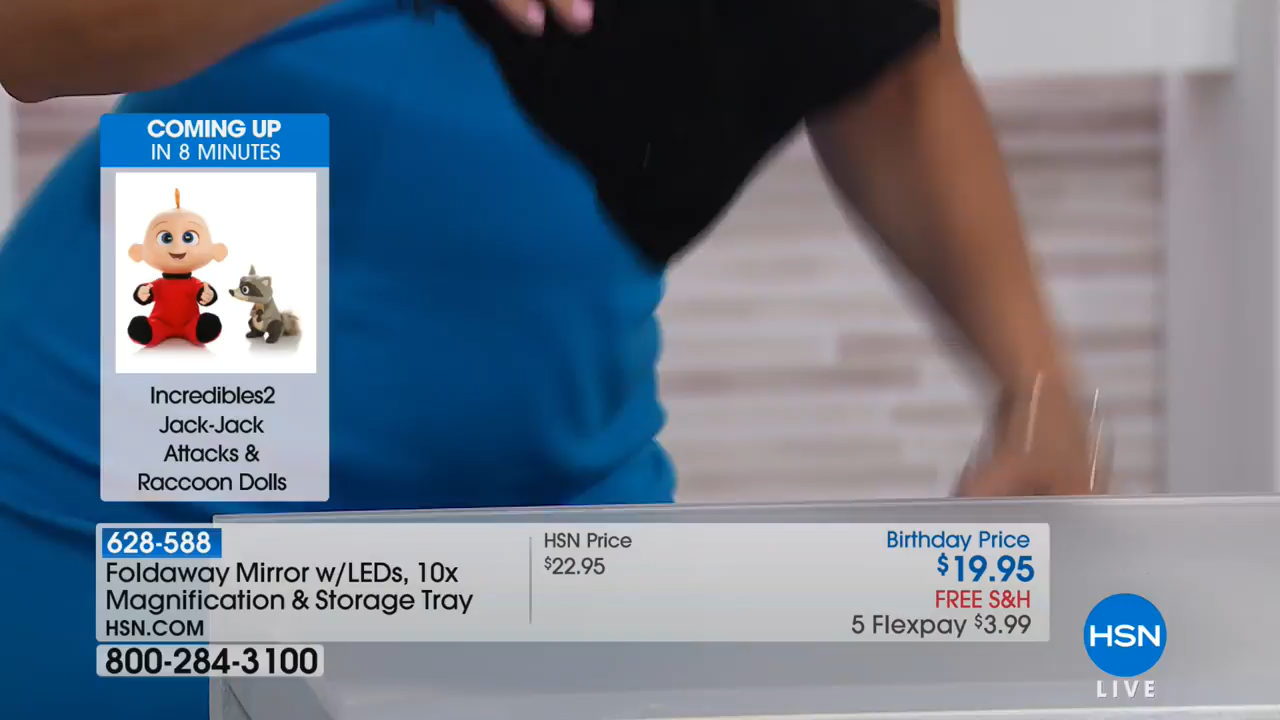 COMING UP
IN 8 MINUTES
Incredibles2
Jack-Jack
Attacks &
Raccoon Dolls
628-588
Foldaway Mirror w/LEDs, 10x
Magnification & Storage Tray
HSN.COM
800-284-3100
HSN Price
$22.95
Birthday Price
$19.95
FREE S&H
5 Flexpay $3.99
HSN
LIVE